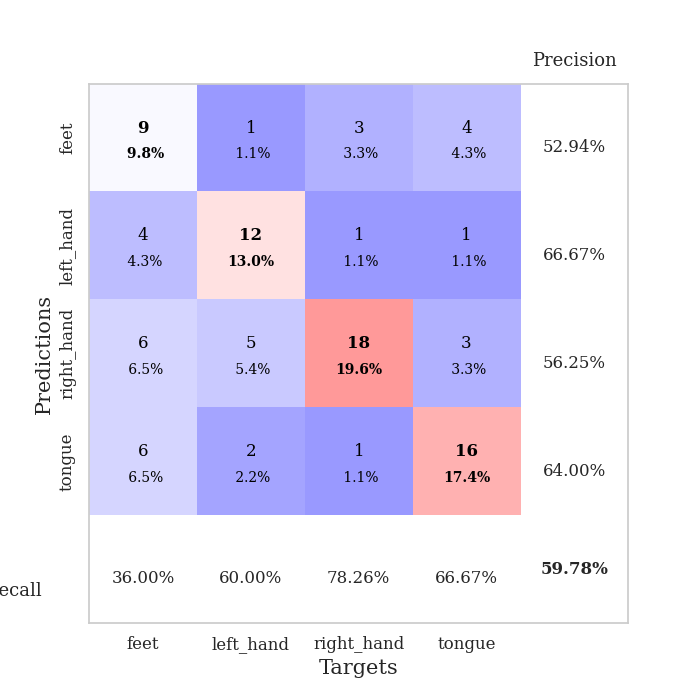 Precision
feet 9 1 3 4 52.94%
9.8% 1.1% 3.3% 4.3%
left_hand 4 12 1 1 66.67%
4.3% 13.0% 1.1% 1.1%
Predictions
right_hand 6 5 18 3 56.25%
6.5% 5.4% 19.6% 3.3%
tongue 6 2 1 16 64.00%
6.5% 2.2% 1.1% 17.4%
ecall 36.00% 60.00% 78.26% 66.67% 59.78%
feet left_hand right_hand tongue
Targets